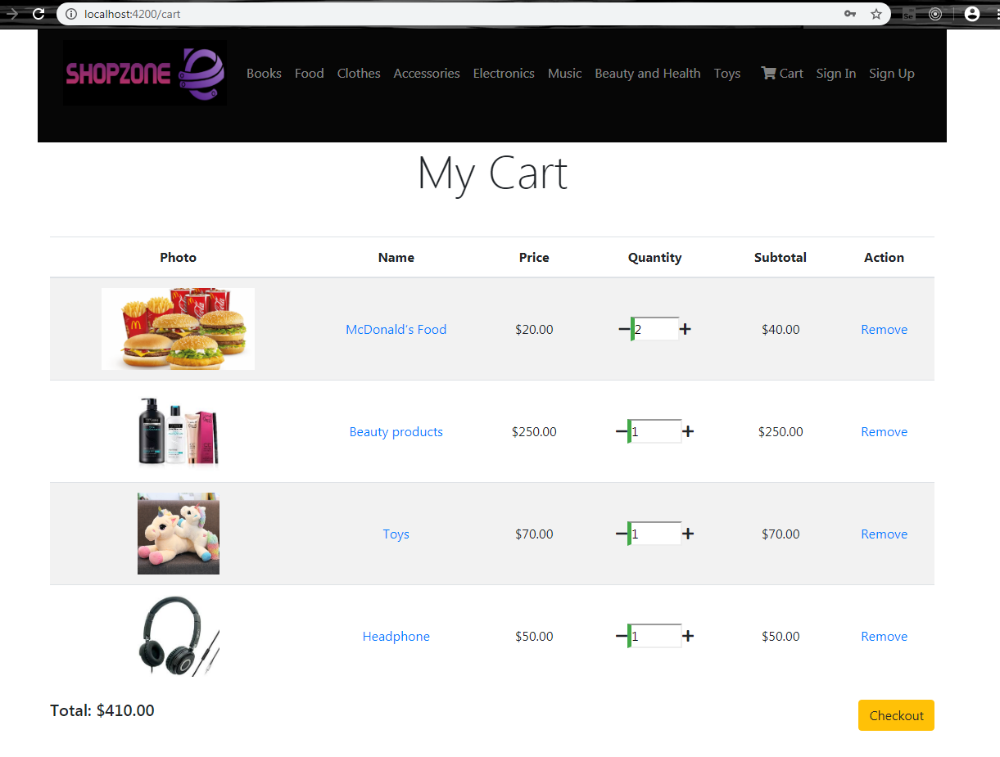 localhost:4200/cart
SHOPZONE Books Food Clothes Accessories Electronics Music Beauty and Health Toys Cart Sign In Sign Up
My Cart
Photo Name Price Quantity Subtotal Action
McDonald's Food $20.00 2 $40.00 Remove
Beauty products $250.00 1 $250.00 Remove
Toys $70.00 1 $70.00 Remove
Headphone $50.00 1 $50.00 Remove
Total: $410.00 Checkout